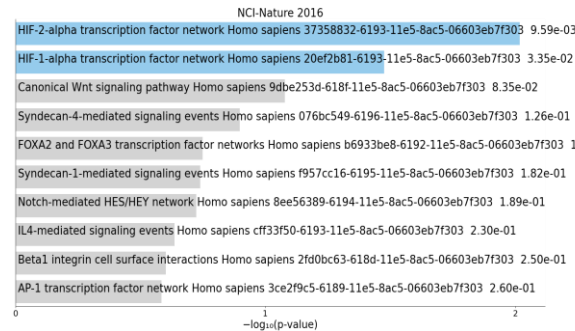 NCI-Nature 2016
HIF-2-alpha transcription factor network Homo sapiens 37358832-6193-11e5-8ac5-06603eb7f303 9.59e-03
HIF-1-alpha transcription factor network Homo sapiens 20ef2b81-6193-11e5-8ac5-06603eb7f303 3.35e-02
Canonical Wnt signaling pathway Homo sapiens 9dbe253d-618f-11e5-8ac5-06603eb7f303 8.35e-02
Syndecan-4-mediated signaling events Homo sapiens 076bc549-6196-11e5-8ac5-06603eb7f303 1.26e-01
FOXA2 and FOXA3 transcription factor networks Homo sapiens b6933be8-6192-11e5-8ac5-06603eb7f303 1
Syndecan-1-mediated signaling events Homo sapiens f957cc16-6195-11e5-8ac5-06603eb7f303 1.82e-01
Notch-mediated HES/HEY network Homo sapiens 8ee56389-6194-11e5-8ac5-06603eb7f303 1.89e-01
IL4-mediated signaling events Homo sapiens cff33f50-6193-11e5-8ac5-06603eb7f303 2.30e-01
Beta1 integrin cell surface interactions Homo sapiens 2fd0bc63-618d-11e5-8ac5-06603eb7f303 2.50e-01
AP-1 transcription factor network Homo sapiens 3ce2f9c5-6189-11e5-8ac5-06603eb7f303 2.60e-01
0 1 2
−log₁₀(p-value)